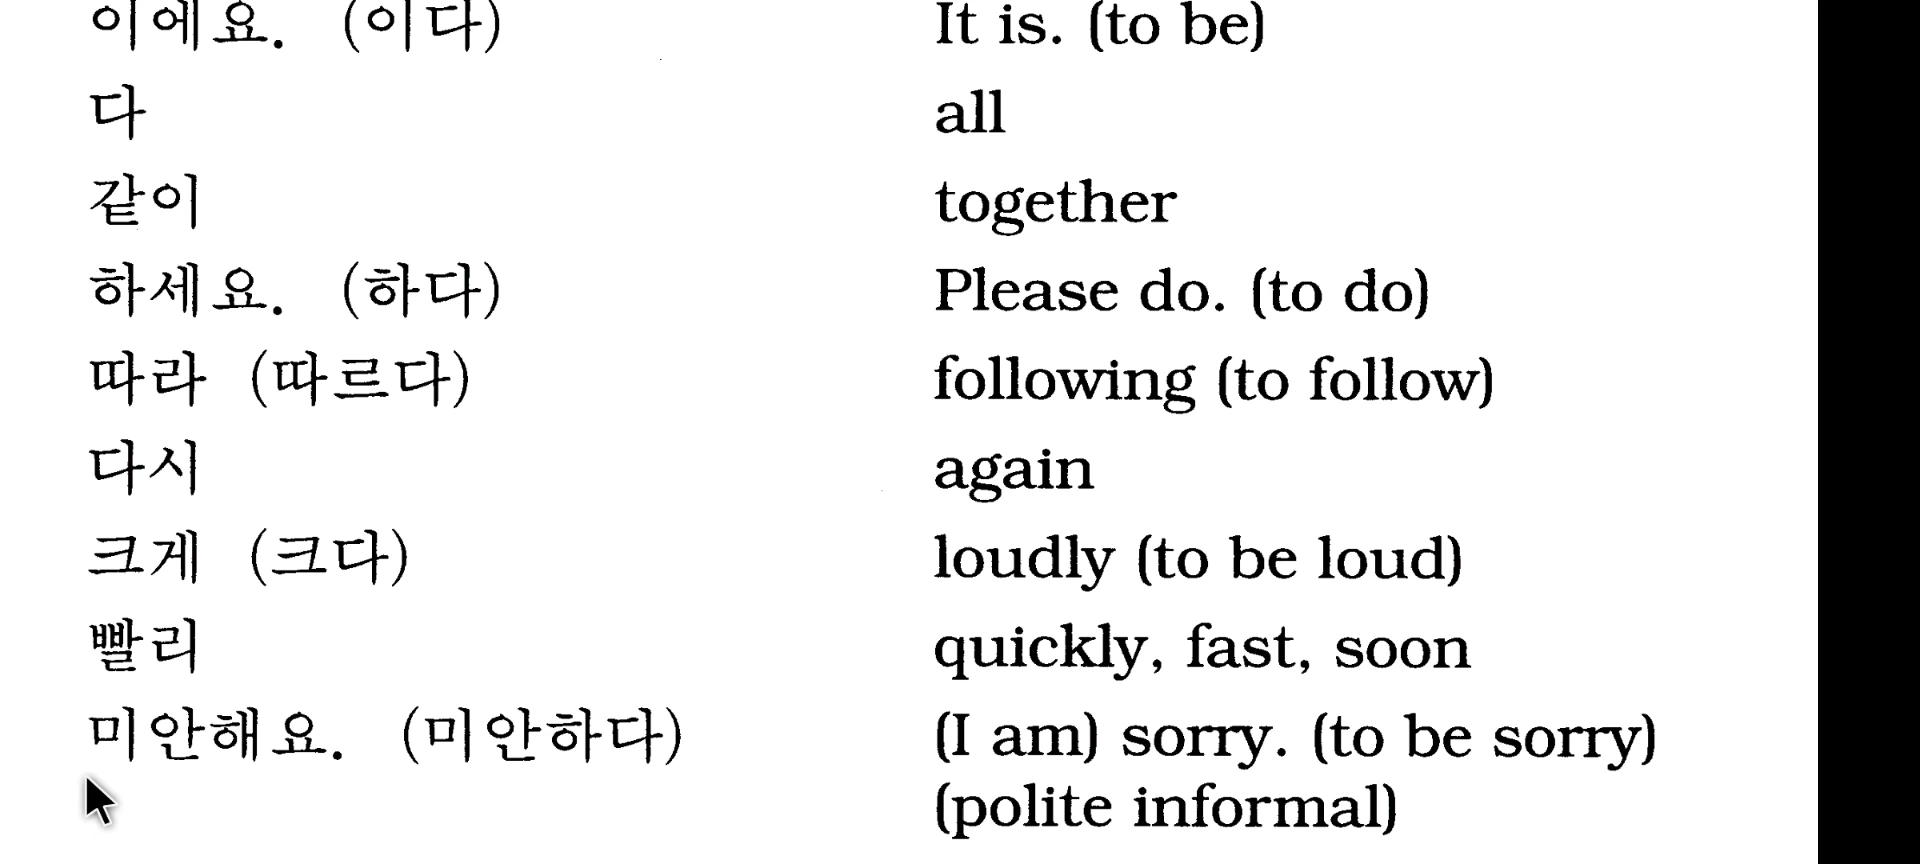 이에요. (이다) It is. (to be)
다 all
같이 together
하세요. (하다) Please do. (to do)
따라 (따르다) following (to follow)
다시 again
크게 (크다) loudly (to be loud)
빨리 quickly, fast, soon
미안해요. (미안하다) (I am) sorry. (to be sorry)
(polite informal)